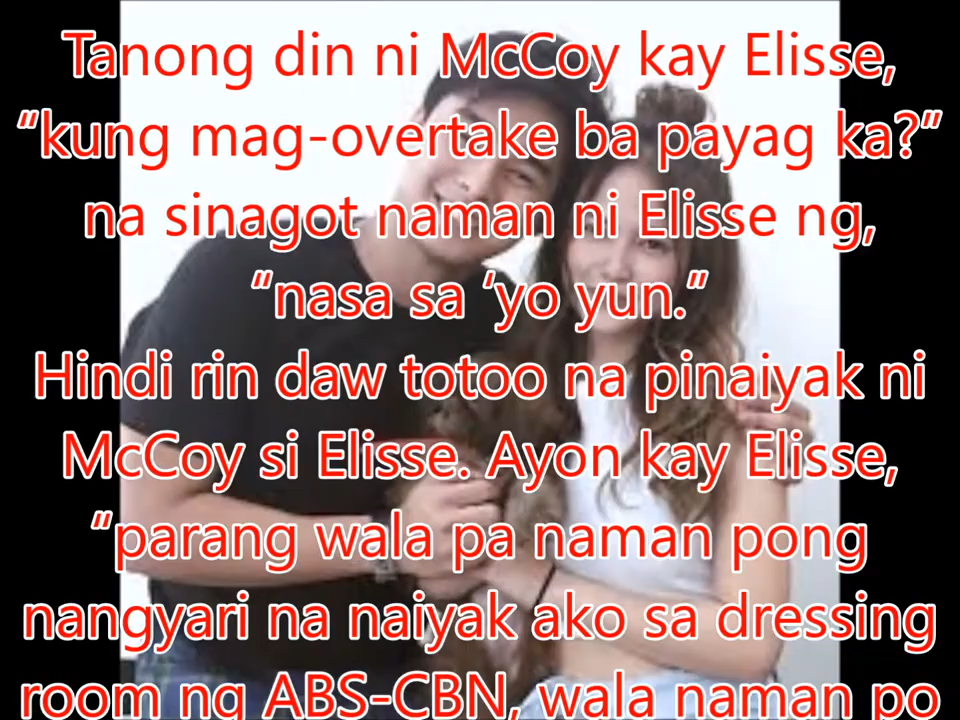 Tanong din ni McCoy kay Elisse,
“kung mag-overtake ba payag ka?”
na sinagot naman ni Elisse ng,
“nasa sa ‘yo yun.”
Hindi rin daw totoo na pinaiyak ni
McCoy si Elisse. Ayon kay Elisse,
“parang wala pa naman pong
nangyari na naiyak ako sa dressing
room ng ABS-CBN, wala naman po